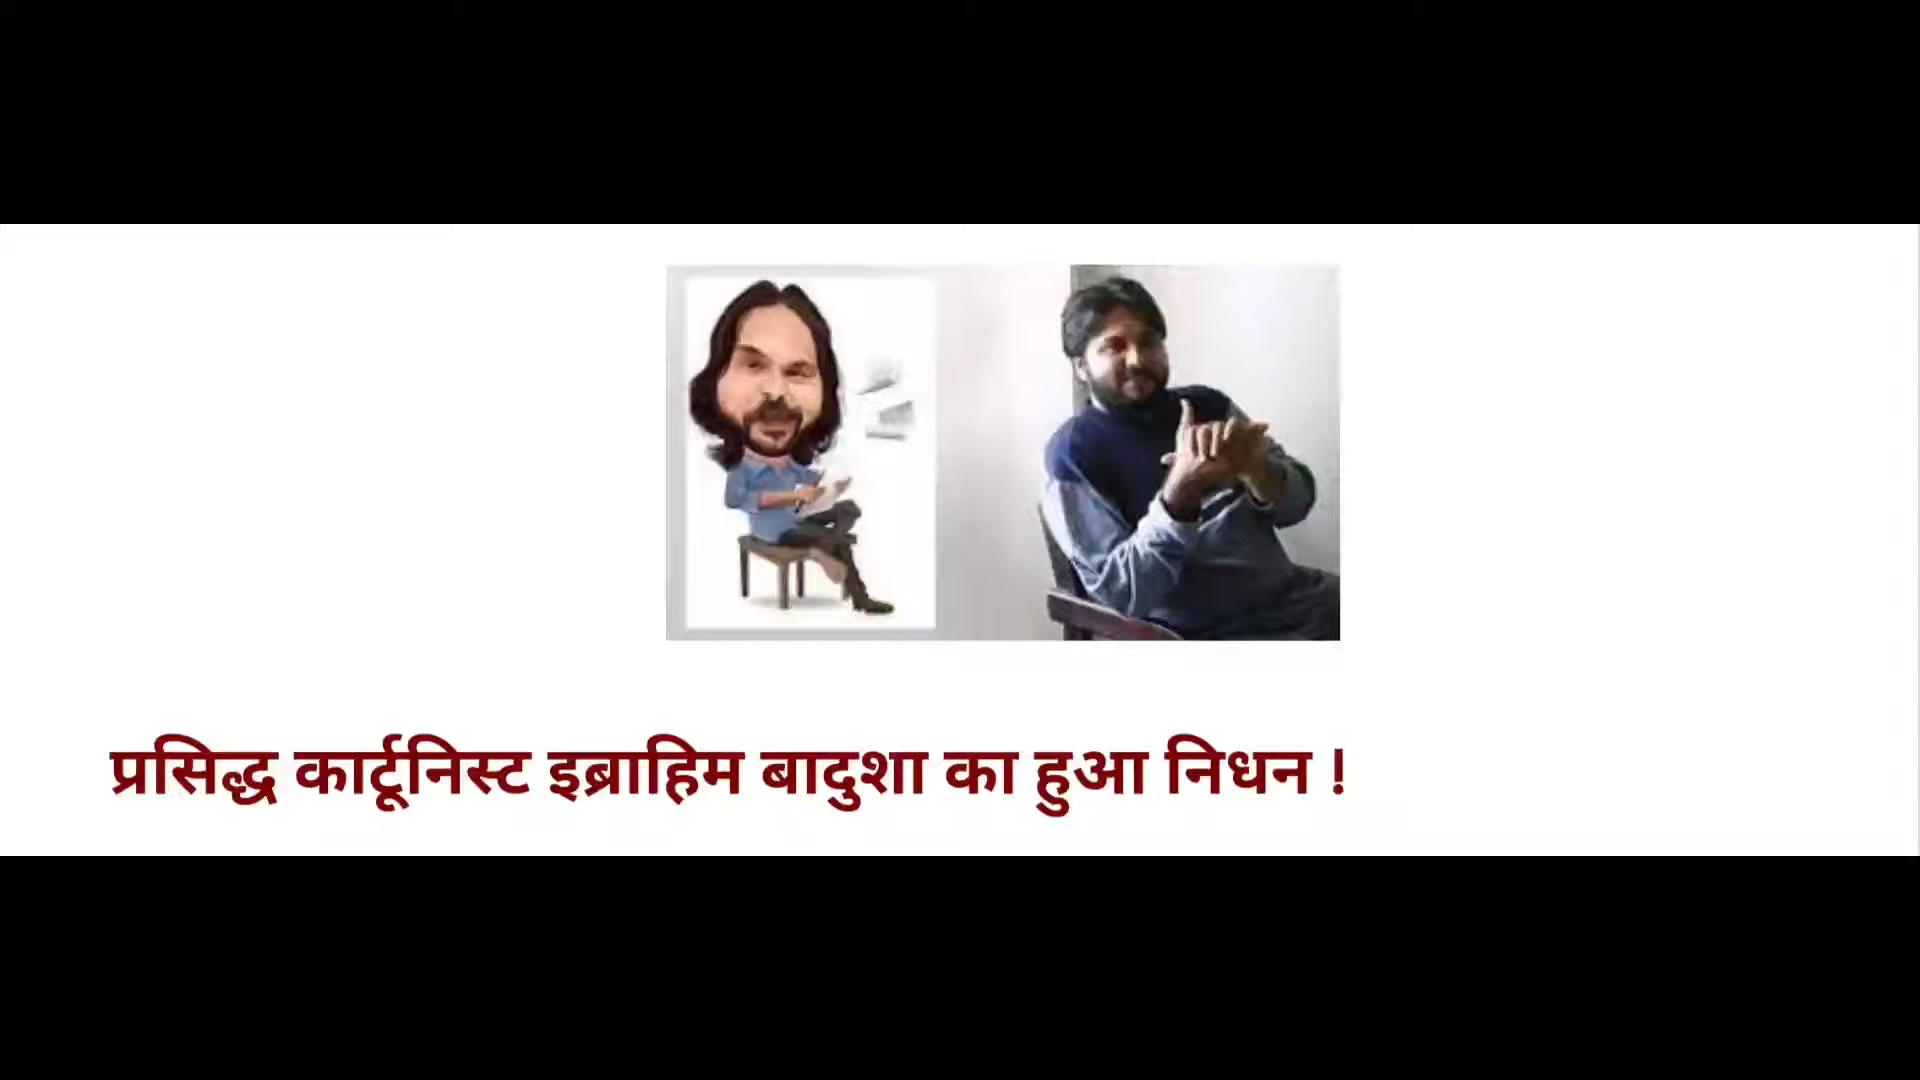 प्रसिद्ध कार्टूनिस्ट इब्राहिम बादुशा का हुआ निधन !